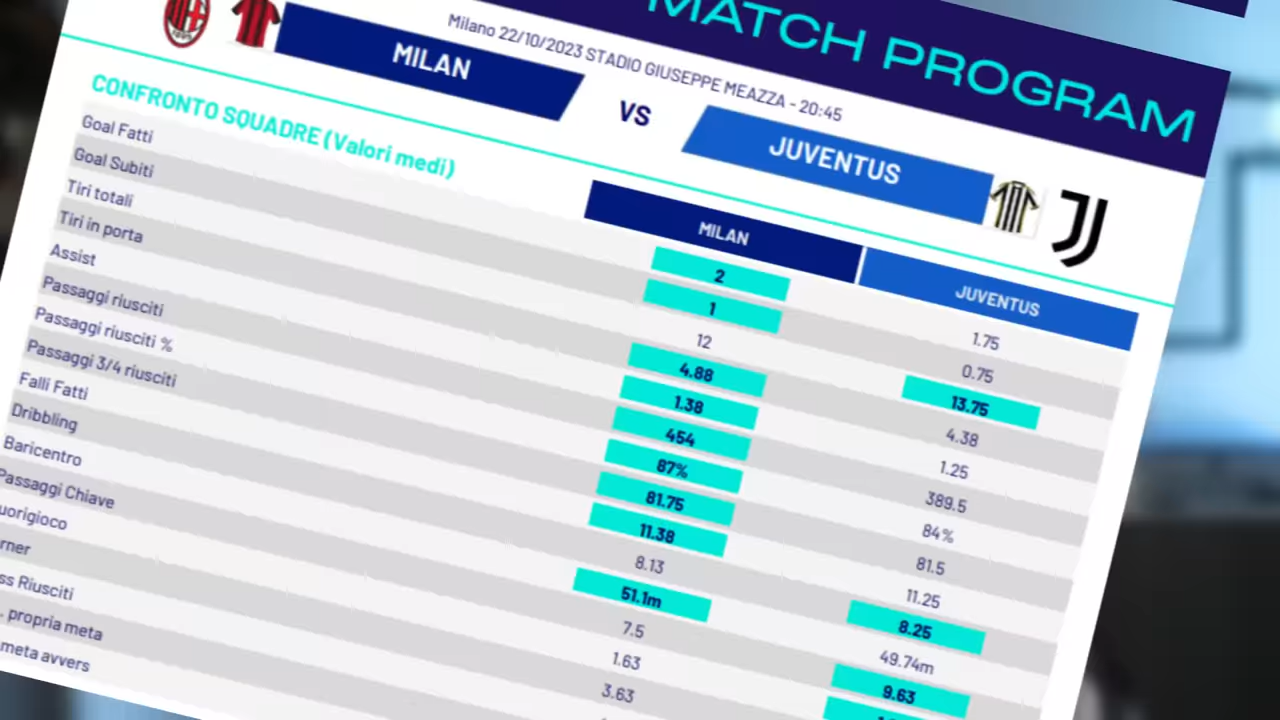 MATCH PROGRAM
Milano 22/10/2023 STADIO GIUSEPPE MEAZZA - 20:45
MILAN
VS
JUVENTUS
CONFRONTO SQUADRE (Valori medi)
MILAN JUVENTUS
Goal Fatti 2 1.75
Goal Subiti 1 0.75
Tiri totali 12 13.75
Tiri in porta 4.88 4.38
Assist 1.38 1.25
Passaggi riusciti 454 389.5
Passaggi riusciti % 87% 84%
Passaggi 3/4 riusciti 81.75 81.5
Falli Fatti 11.38 11.25
Dribbling 8.13 8.25
Baricentro 51.1m 49.74m
Passaggi Chiave 7.5 9.63
uorigioco 1.63
rner 3.63
ss Riusciti
. propria meta
meta avvers